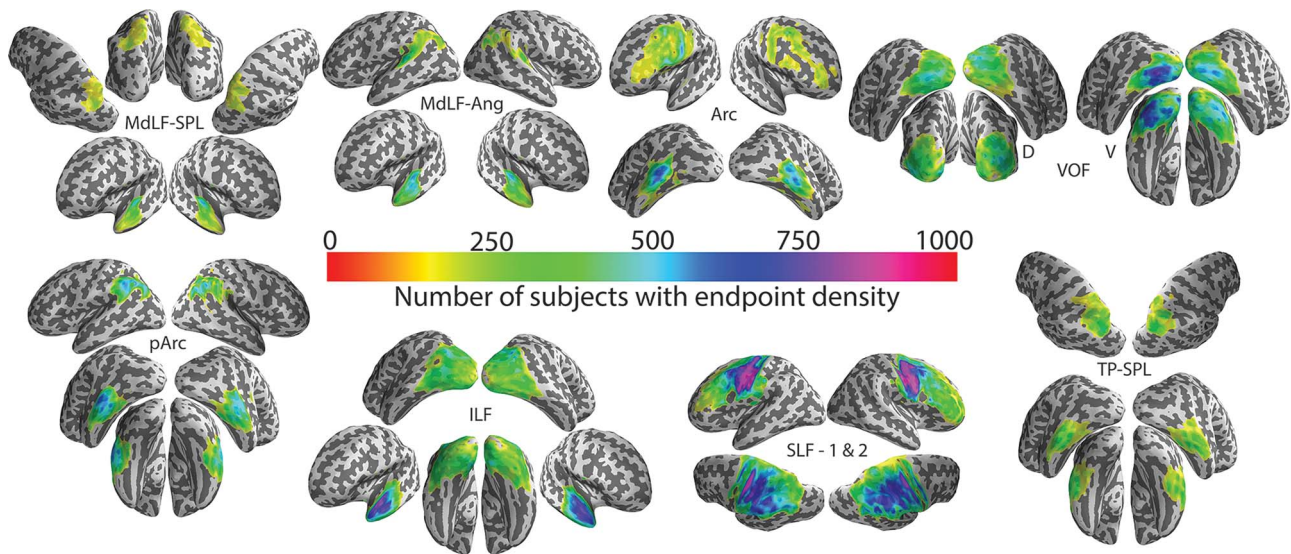 MdLF-SPL
MdLF-Ang
Arc
D
V
VOF
0
250
500
750
1000
Number of subjects with endpoint density
pArc
ILF
SLF - 1 & 2
TP-SPL